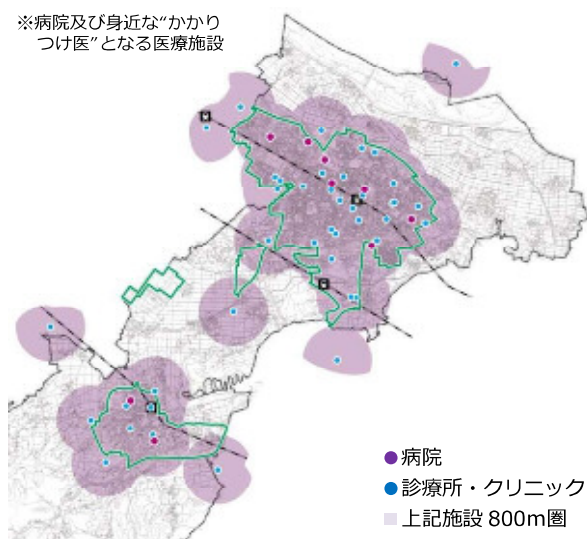 ※病院及び身近な“かかり
つけ医”となる医療施設
病院
診療所・クリニック
上記施設 800m圏